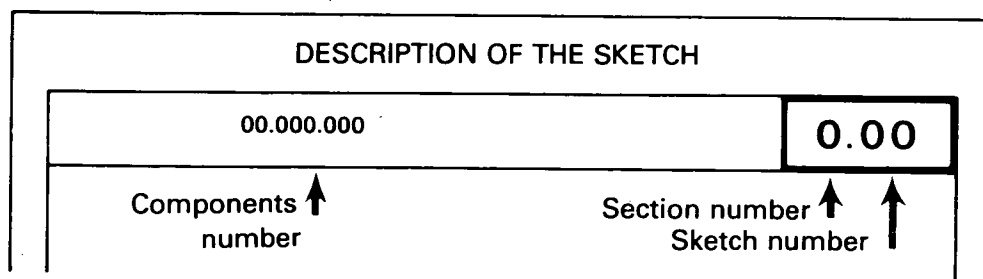 DESCRIPTION OF THE SKETCH
00.000.000
0.00
Components
number
Section number
Sketch number